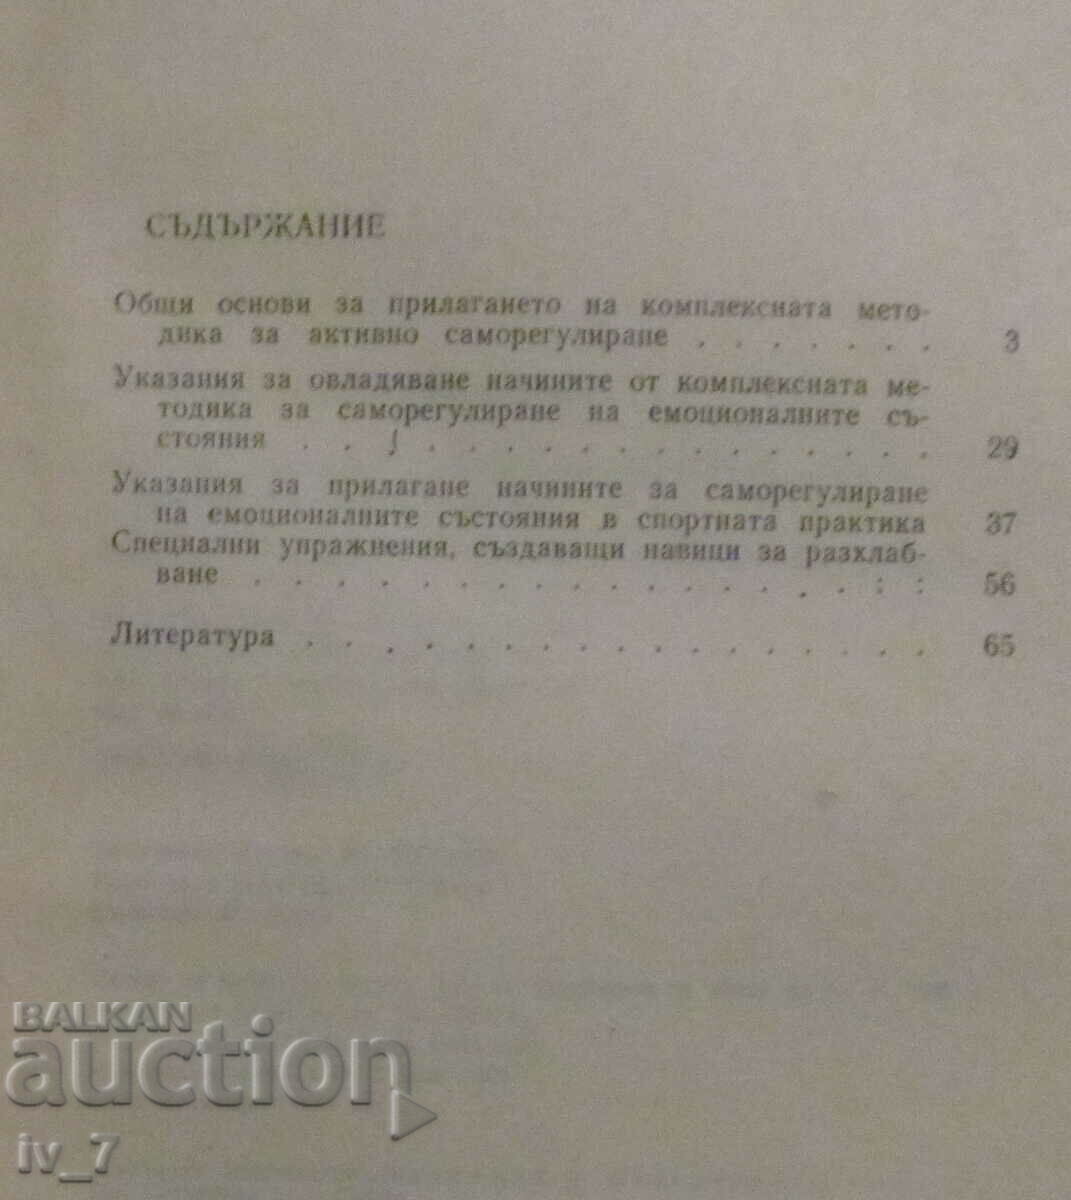 СЪДЪРЖАНИЕ
Общи основи за прилагането на комплексната мето-
дика за активно саморегулиране . . . . . . . 3
Указания за овладяване начините от комплексната ме-
тодика за саморегулиране на емоционалните съ-
стояния . . . . . . . . . . . . . . . . 29
Указания за прилагане начините за саморегулиране
на емоционалните състояния в спортната практика 37
Специални упражнения, създаващи навици за разхлаб-
ване . . . . . . . . . . . . . . . . : : 56
Литература . . . . . . . . . . . . . . . . 65
BALKAN
auction
iv_7